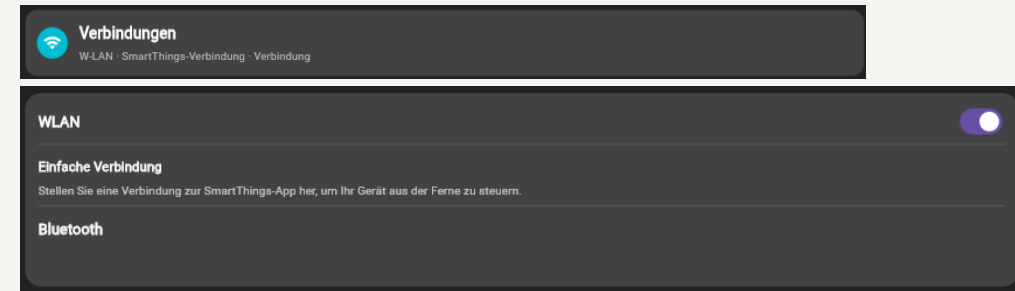 Verbindungen
W-LAN · SmartThings-Verbindung · Verbindung
WLAN
Einfache Verbindung
Stellen Sie eine Verbindung zur SmartThings-App her, um Ihr Gerät aus der Ferne zu steuern.
Bluetooth